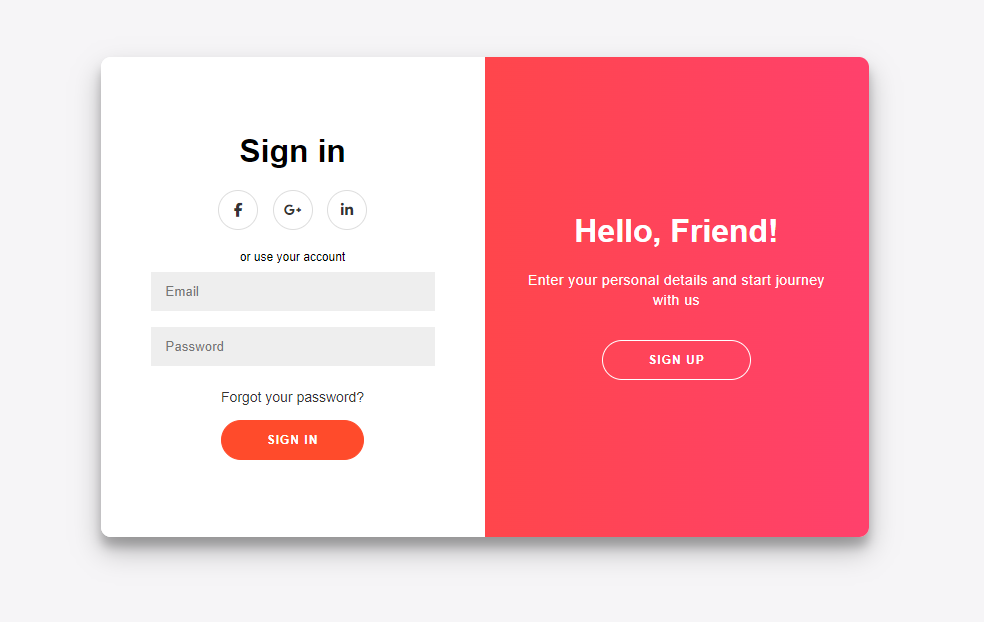 Sign in
f G+ in
or use your account
Email
Password
Forgot your password?
SIGN IN
Hello, Friend!
Enter your personal details and start journey
with us
SIGN UP